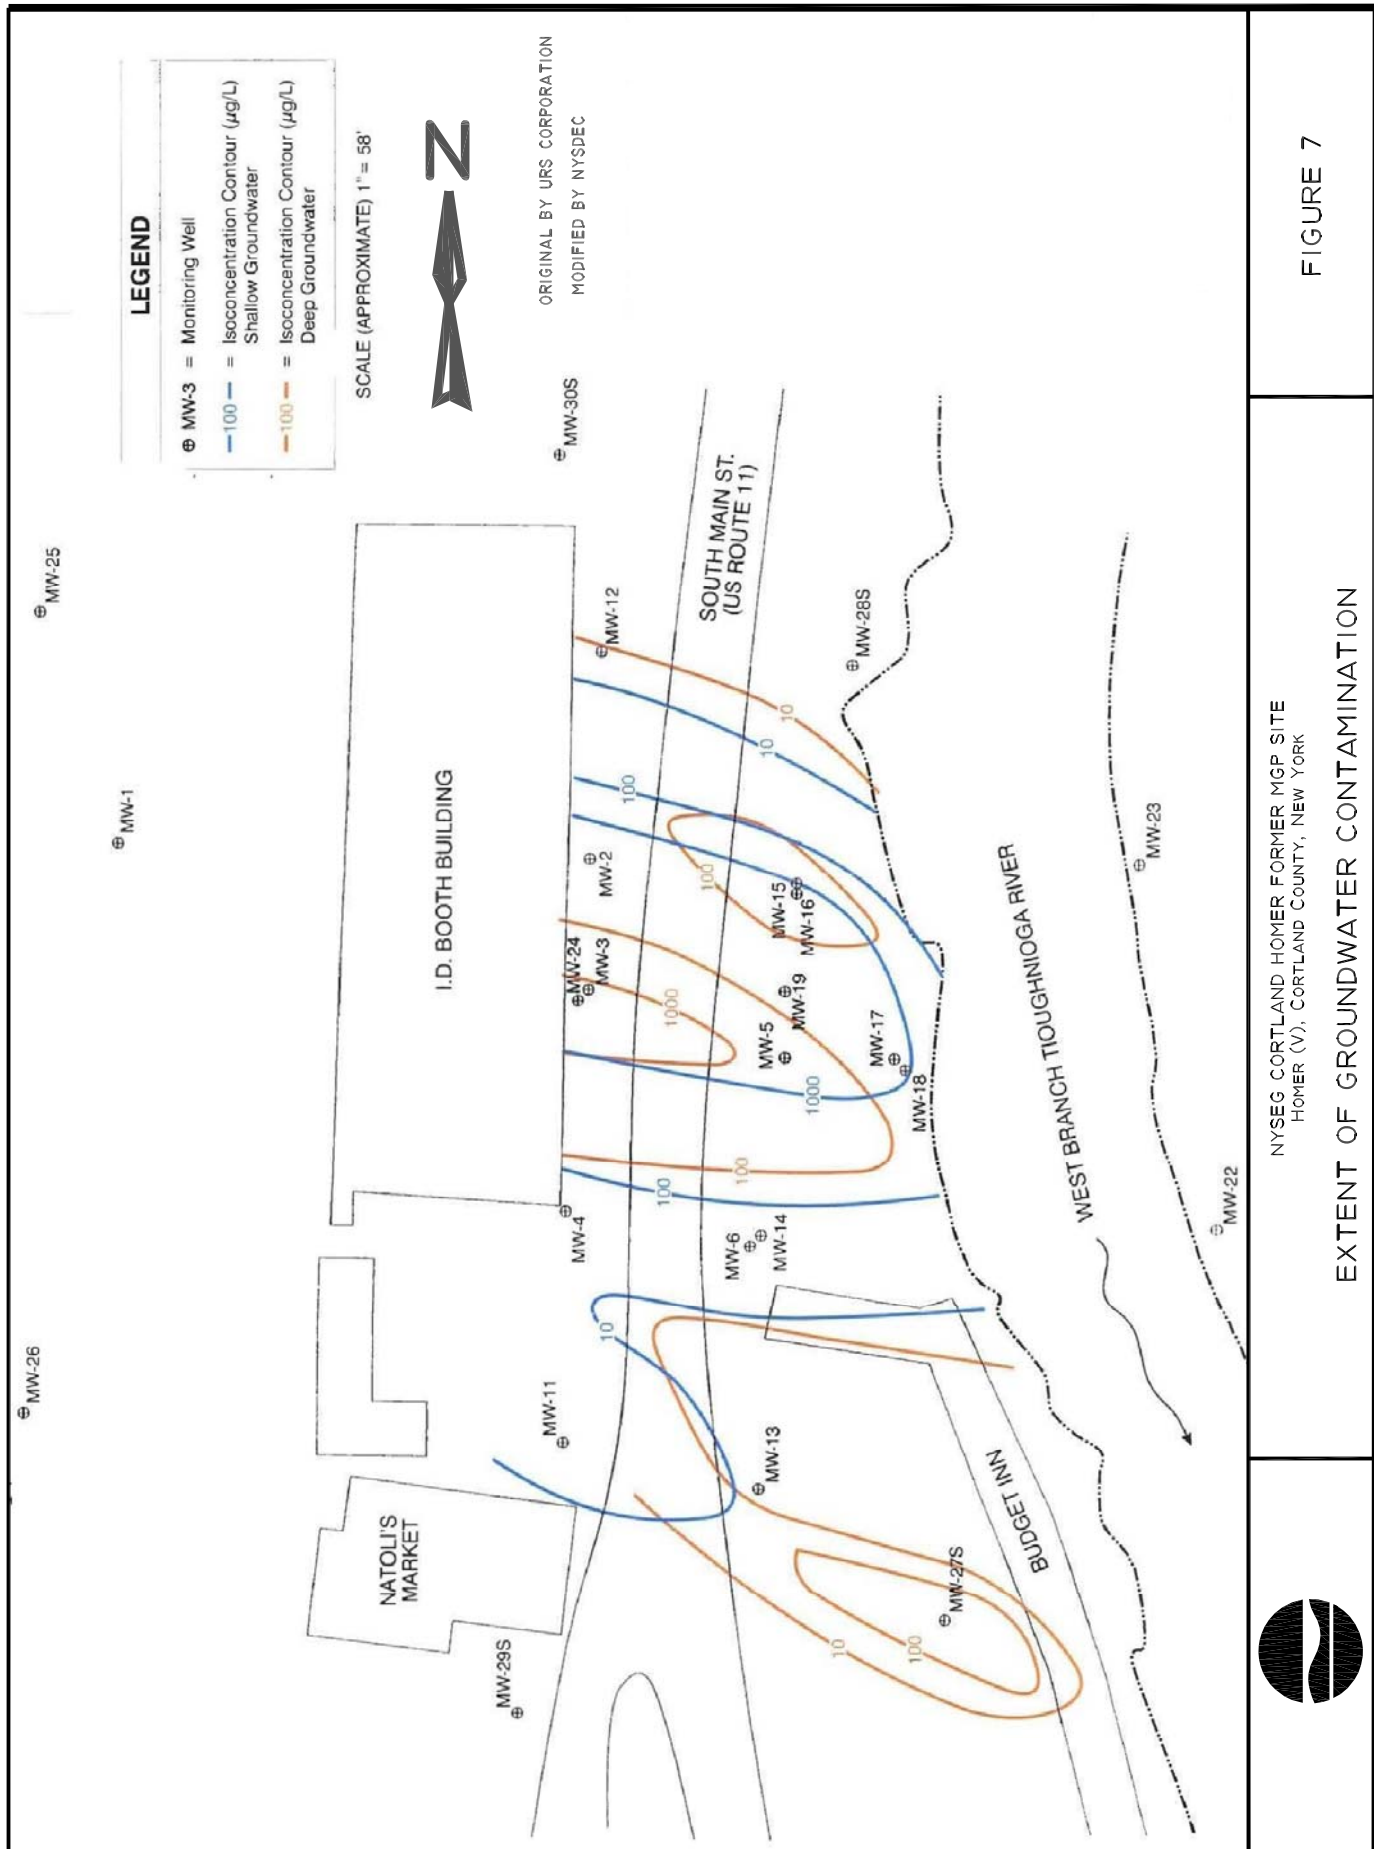 LEGEND
⊕ MW-3 = Monitoring Well
—100— = Isoconcentration Contour (µg/L)
Shallow Groundwater
—100— = Isoconcentration Contour (µg/L)
Deep Groundwater
SCALE (APPROXIMATE) 1" = 58'
N
ORIGINAL BY URS CORPORATION
MODIFIED BY NYSDEC
MW-26
MW-1
MW-25
NATOLI'S
MARKET
I.D. BOOTH BUILDING
MW-29S
MW-11
MW-4
MW-24
MW-3
MW-2
MW-12
MW-30S
10
100
1000
100
100
10
10
SOUTH MAIN ST.
(US ROUTE 11)
MW-13
MW-6
MW-14
100
1000
MW-5
MW-19
MW-15
MW-16
MW-17
MW-18
MW-28S
10
100
MW-27S
BUDGET INN
WEST BRANCH TIOUGHNIOGA RIVER
MW-22
MW-23
NYSEG CORTLAND HOMER FORMER MGP SITE
HOMER (V), CORTLAND COUNTY, NEW YORK
EXTENT OF GROUNDWATER CONTAMINATION
FIGURE 7